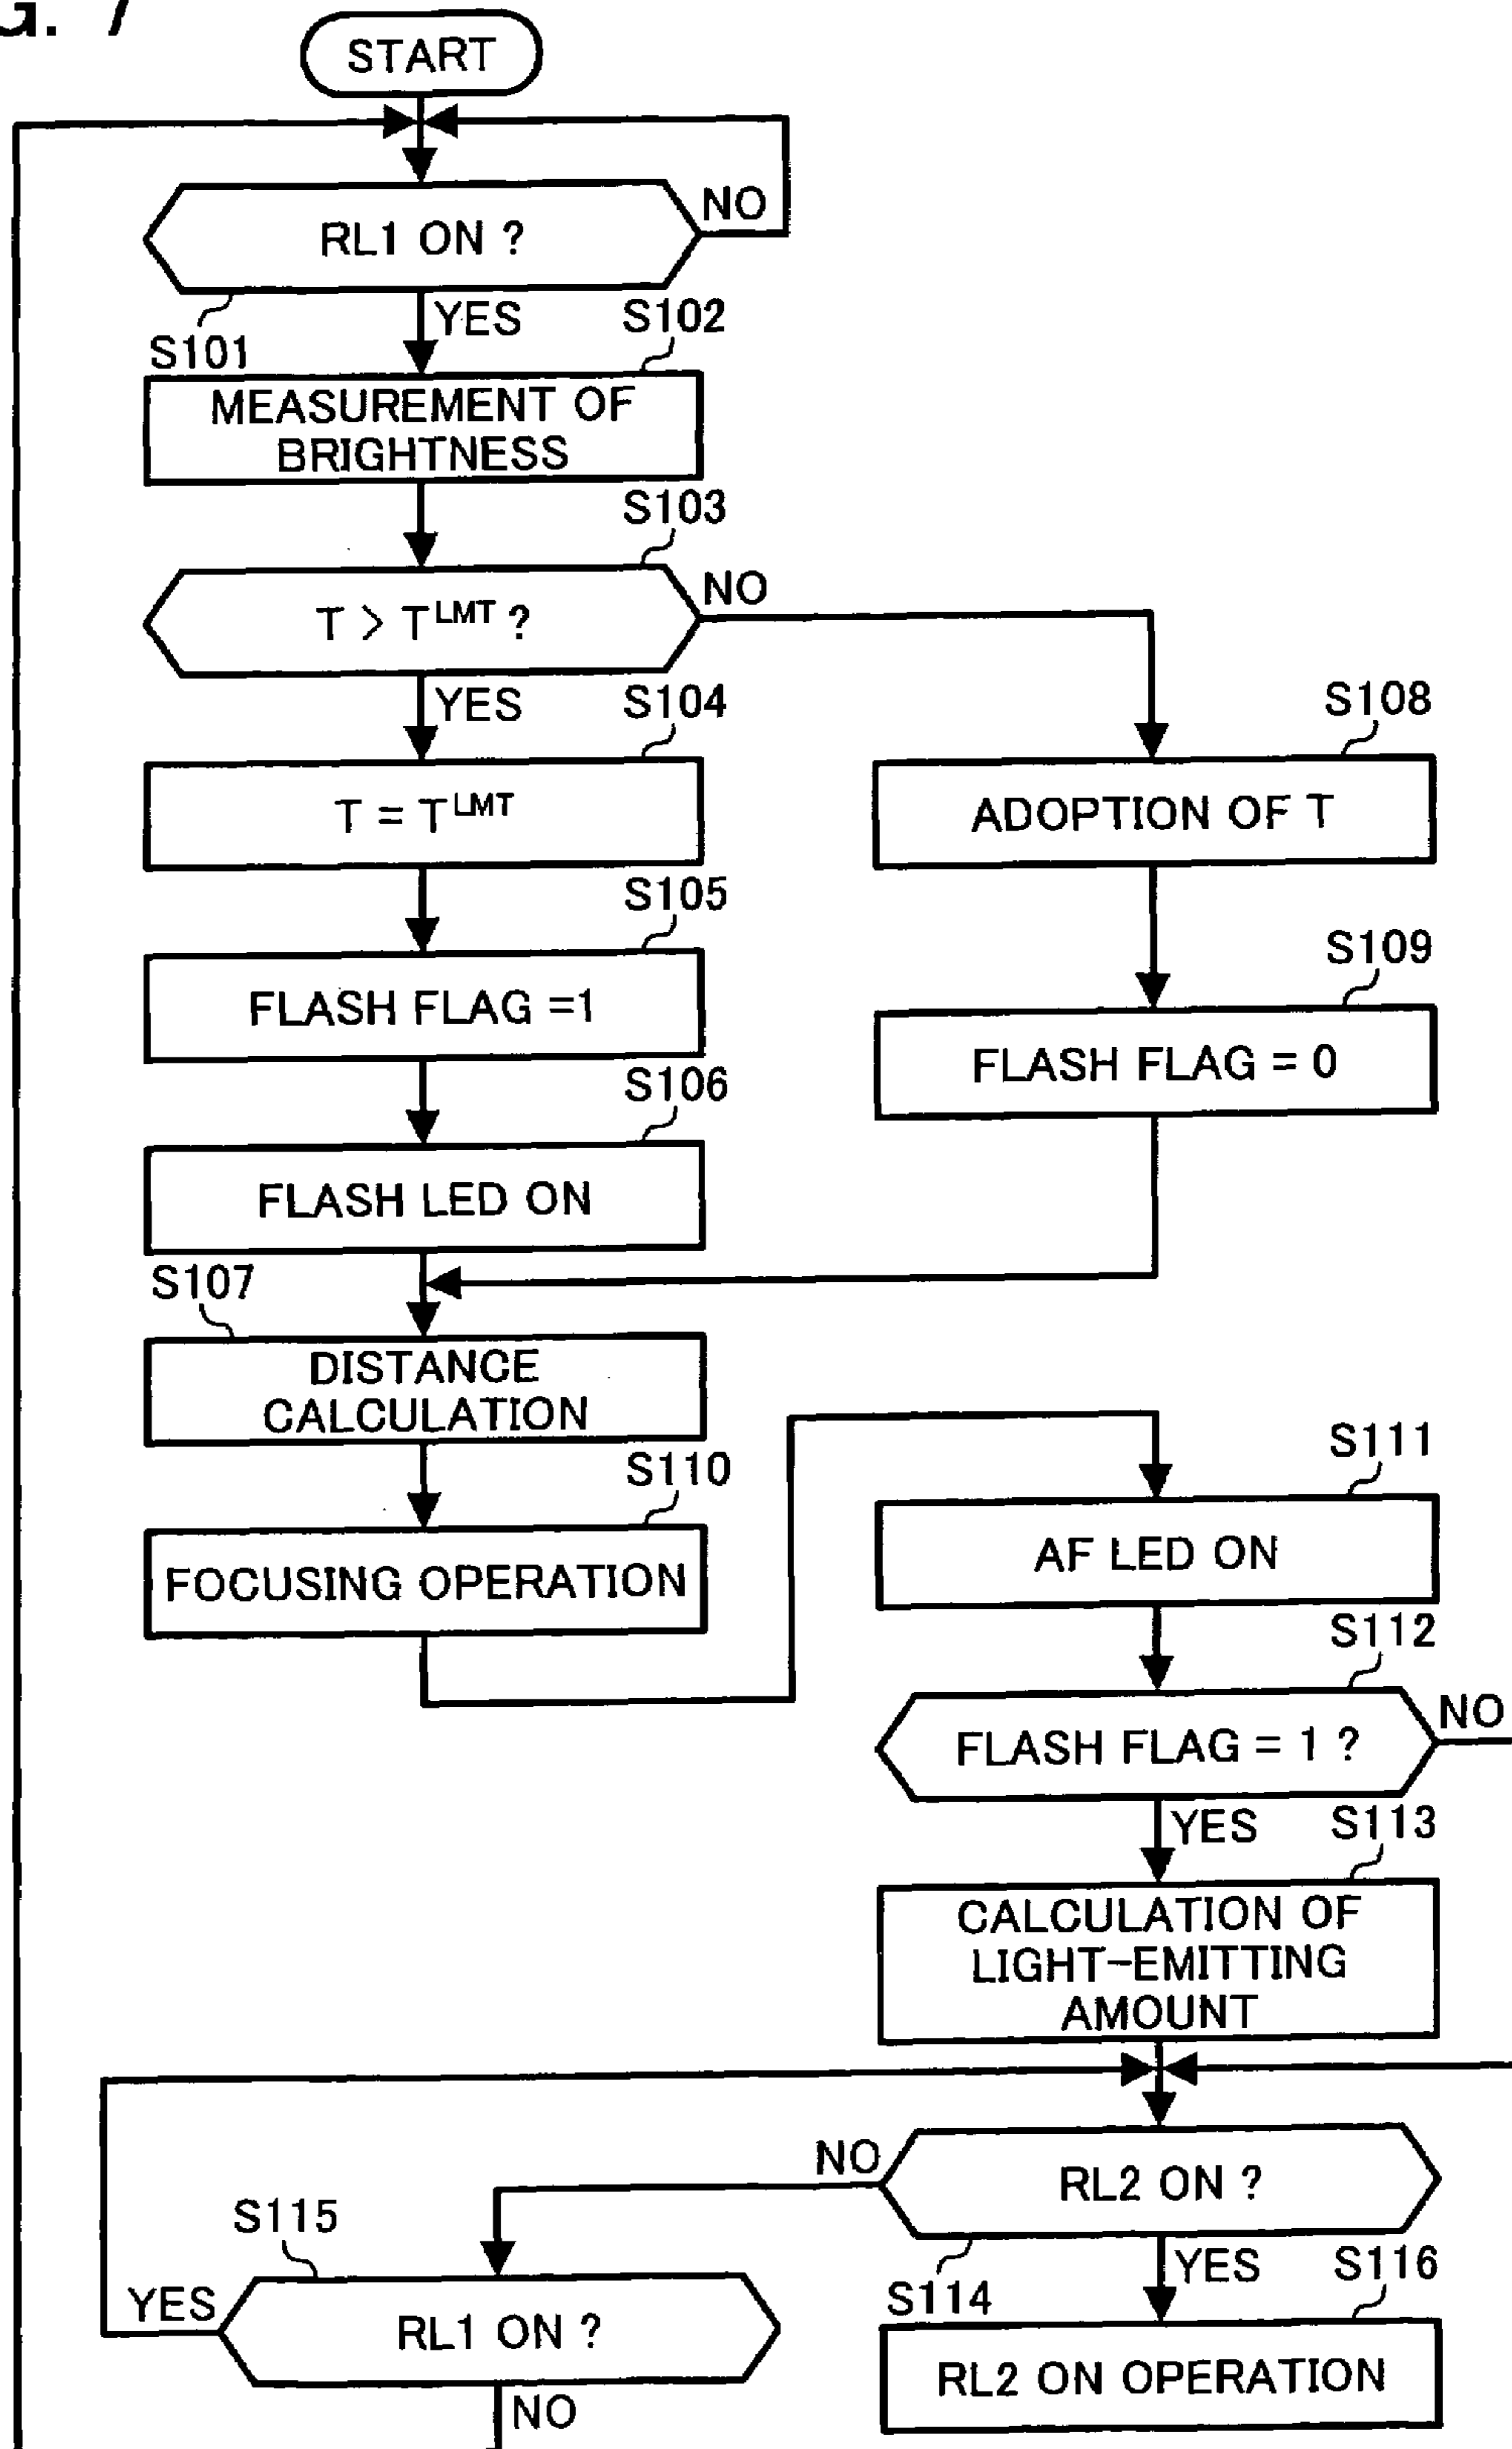 G. 7
START
RL1 ON ?
NO
YES
S101
S102
MEASUREMENT OF
BRIGHTNESS
S103
T > T^LMT ?
NO
YES
S104
T = T^LMT
S108
ADOPTION OF T
S105
FLASH FLAG =1
S109
FLASH FLAG = 0
S106
FLASH LED ON
S107
DISTANCE
CALCULATION
S110
FOCUSING OPERATION
S111
AF LED ON
S112
FLASH FLAG = 1 ?
NO
YES
S113
CALCULATION OF
LIGHT-EMITTING
AMOUNT
RL2 ON ?
NO
S114
YES
S115
RL1 ON ?
YES
NO
S116
RL2 ON OPERATION